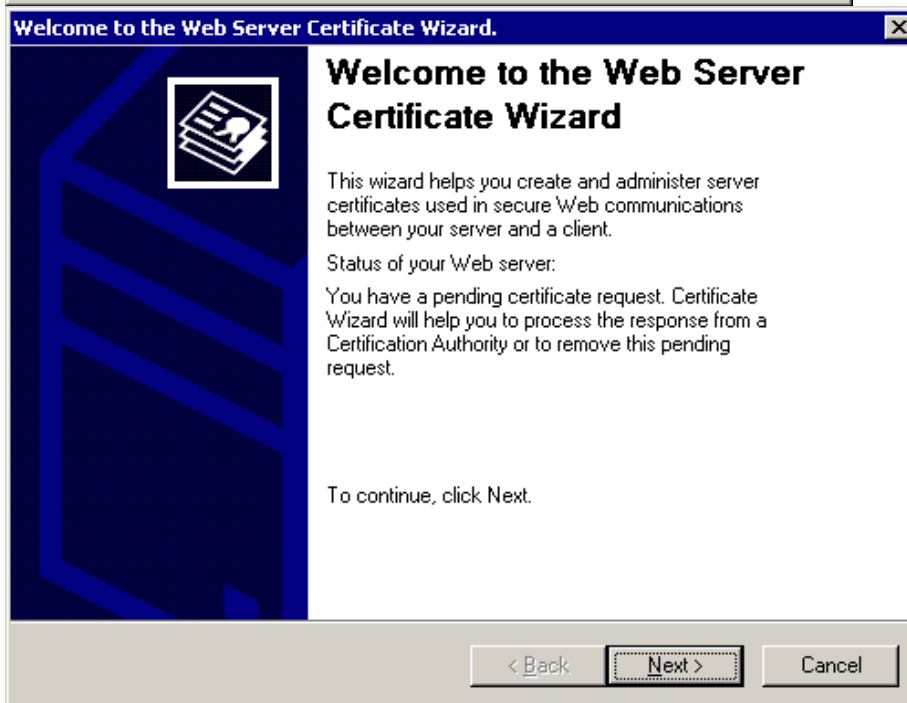 Welcome to the Web Server Certificate Wizard.
Welcome to the Web Server
Certificate Wizard
This wizard helps you create and administer server
certificates used in secure Web communications
between your server and a client.
Status of your Web server:
You have a pending certificate request. Certificate
Wizard will help you to process the response from a
Certification Authority or to remove this pending
request.
To continue, click Next.
< Back
Next >
Cancel